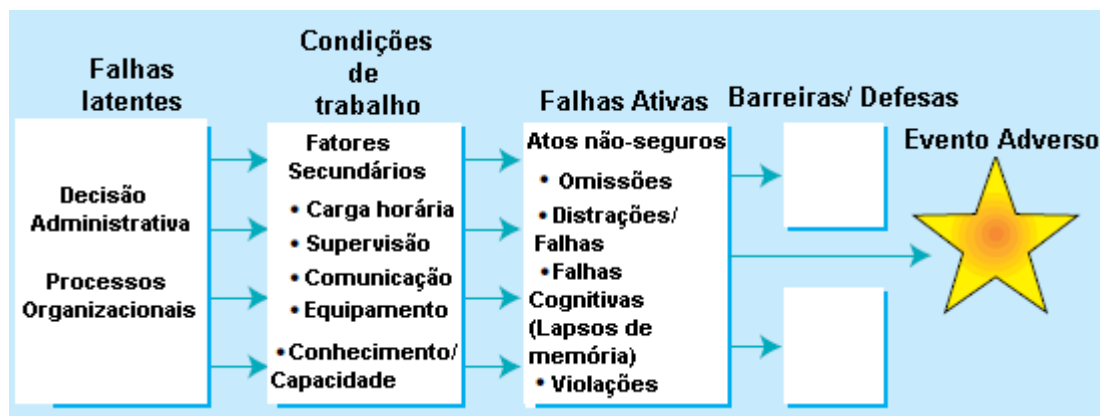 Falhas
latentes
Decisão
Administrativa
Processos
Organizacionais
Condições
de
trabalho
Fatores
Secundários
• Carga horária
• Supervisão
• Comunicação
• Equipamento
• Conhecimento/
Capacidade
Falhas Ativas
Atos não-seguros
• Omissões
• Distrações/
Falhas
• Falhas
Cognitivas
(Lapsos de
memória)
• Violações
Barreiras/ Defesas
Evento Adverso